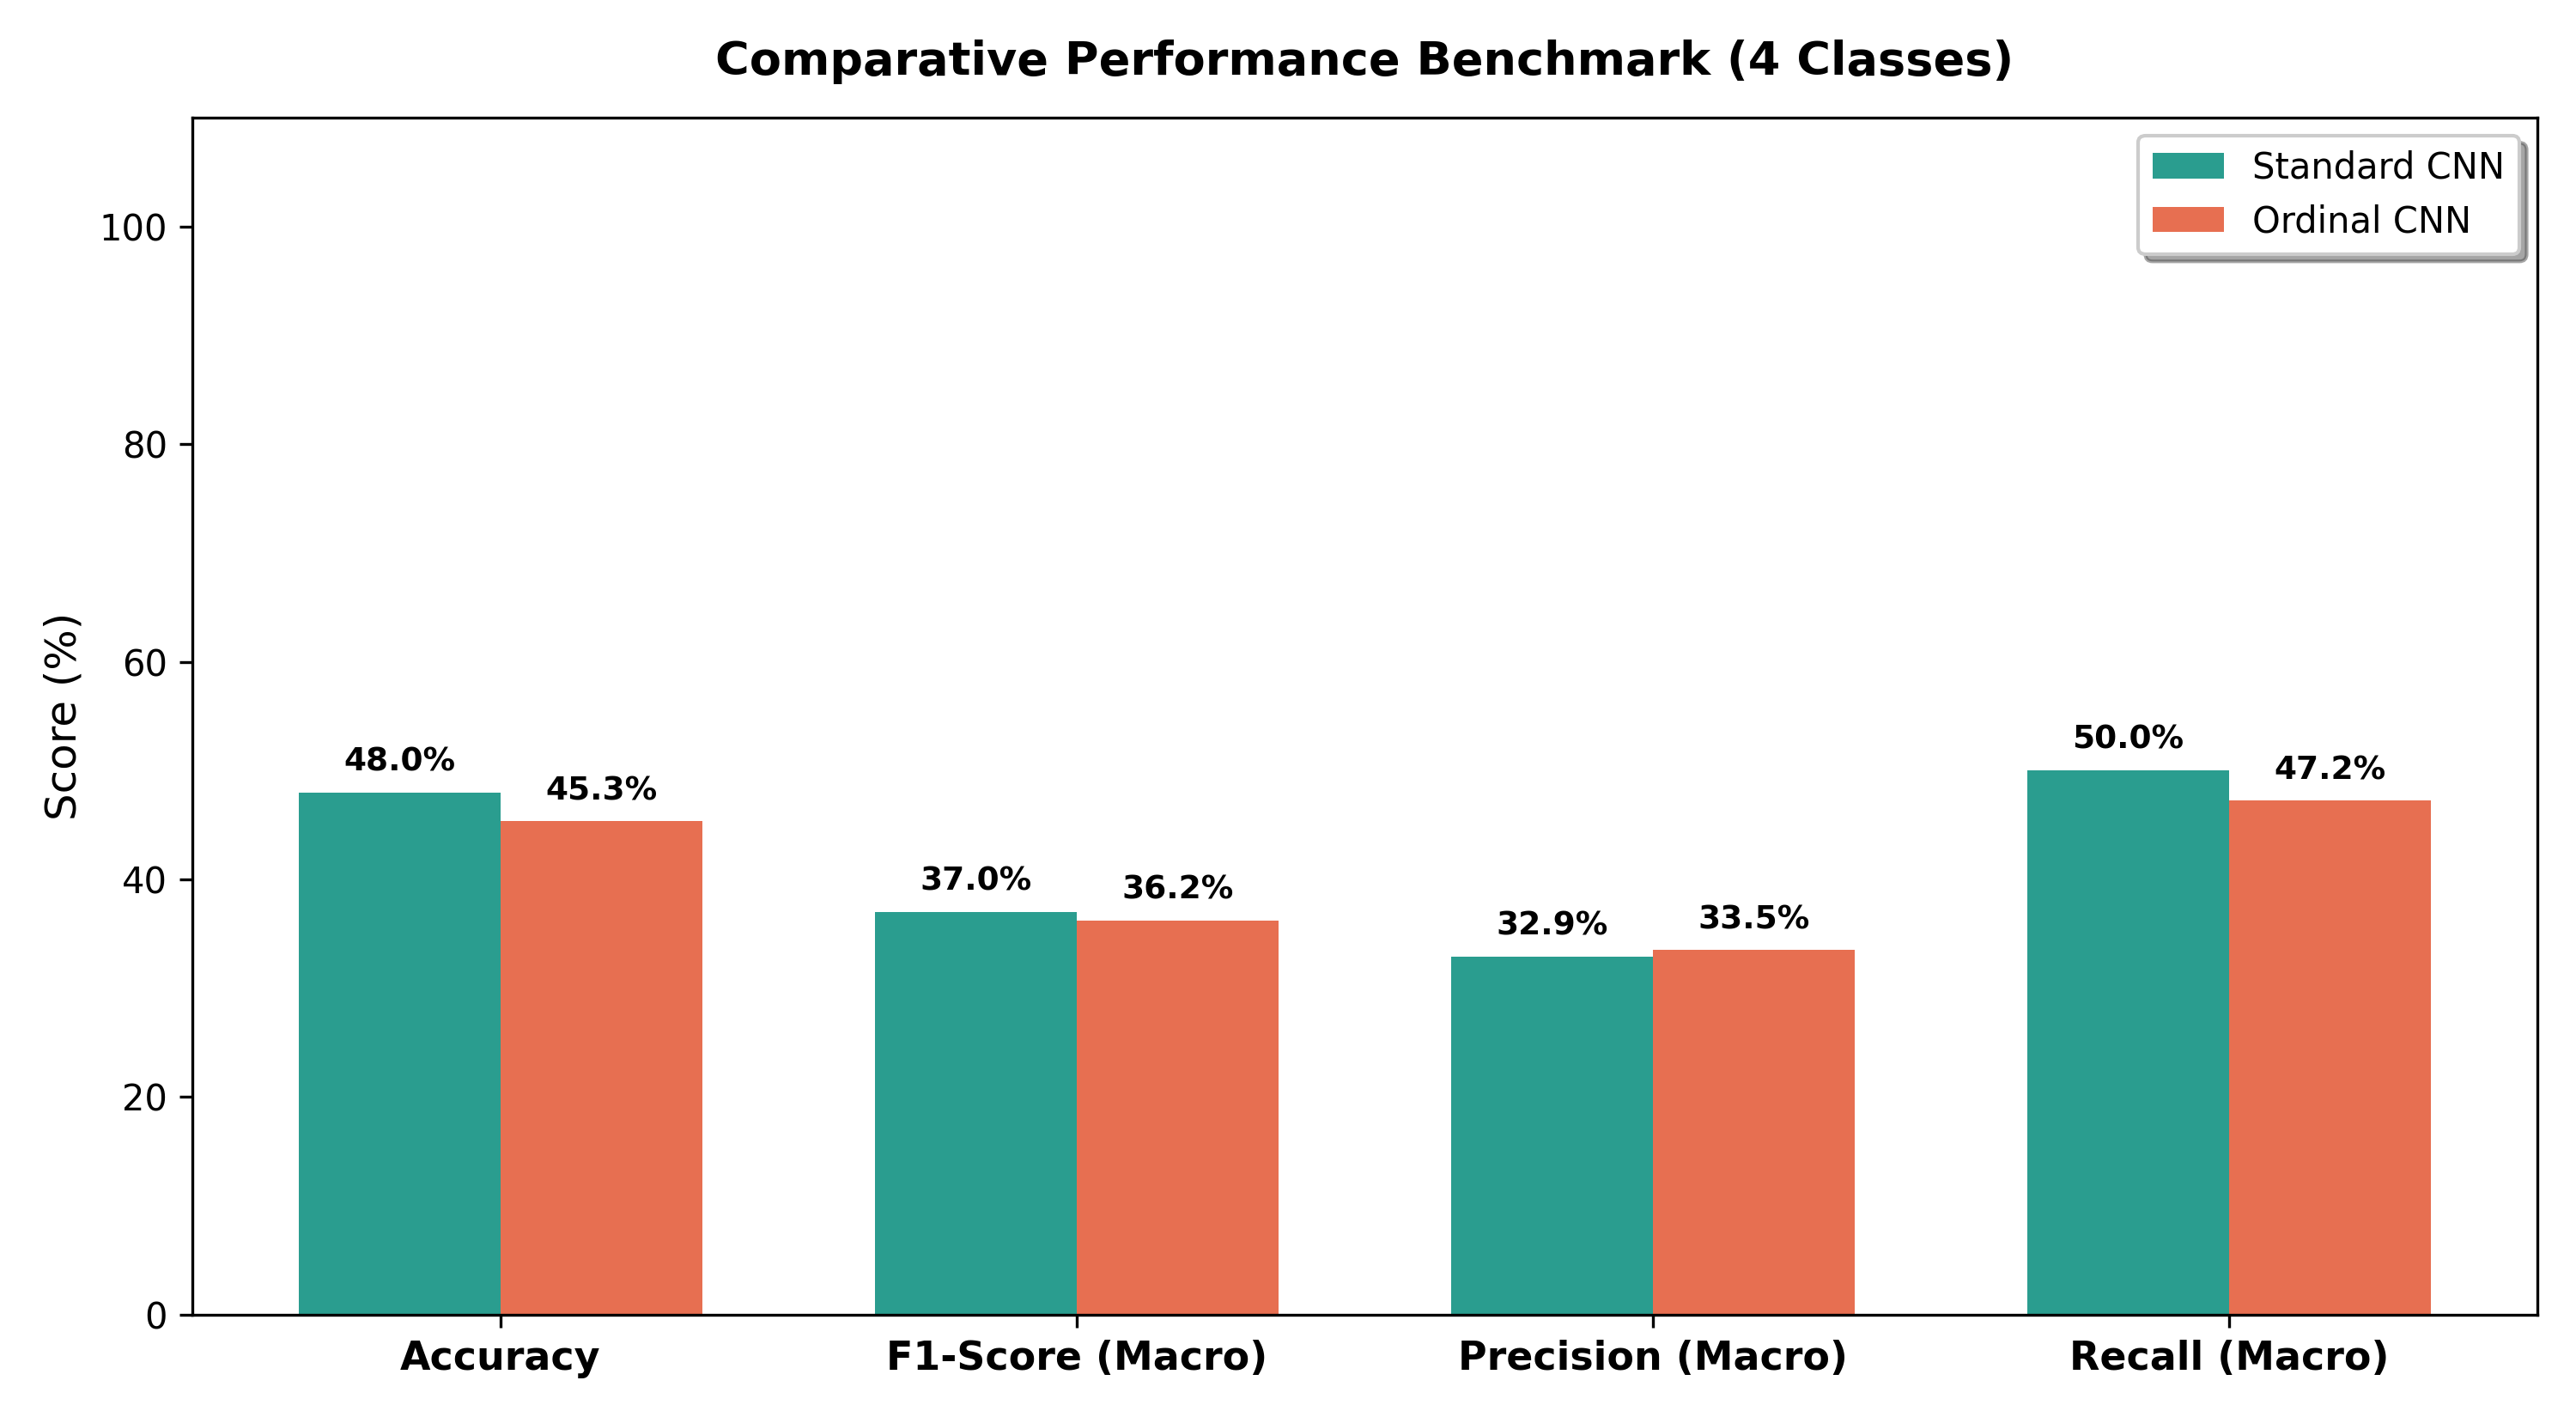 Comparative Performance Benchmark (4 Classes)
Standard CNN
Ordinal CNN
Score (%)
100
80
60
40
20
0
48.0%
45.3%
37.0%
36.2%
32.9%
33.5%
50.0%
47.2%
Accuracy
F1-Score (Macro)
Precision (Macro)
Recall (Macro)